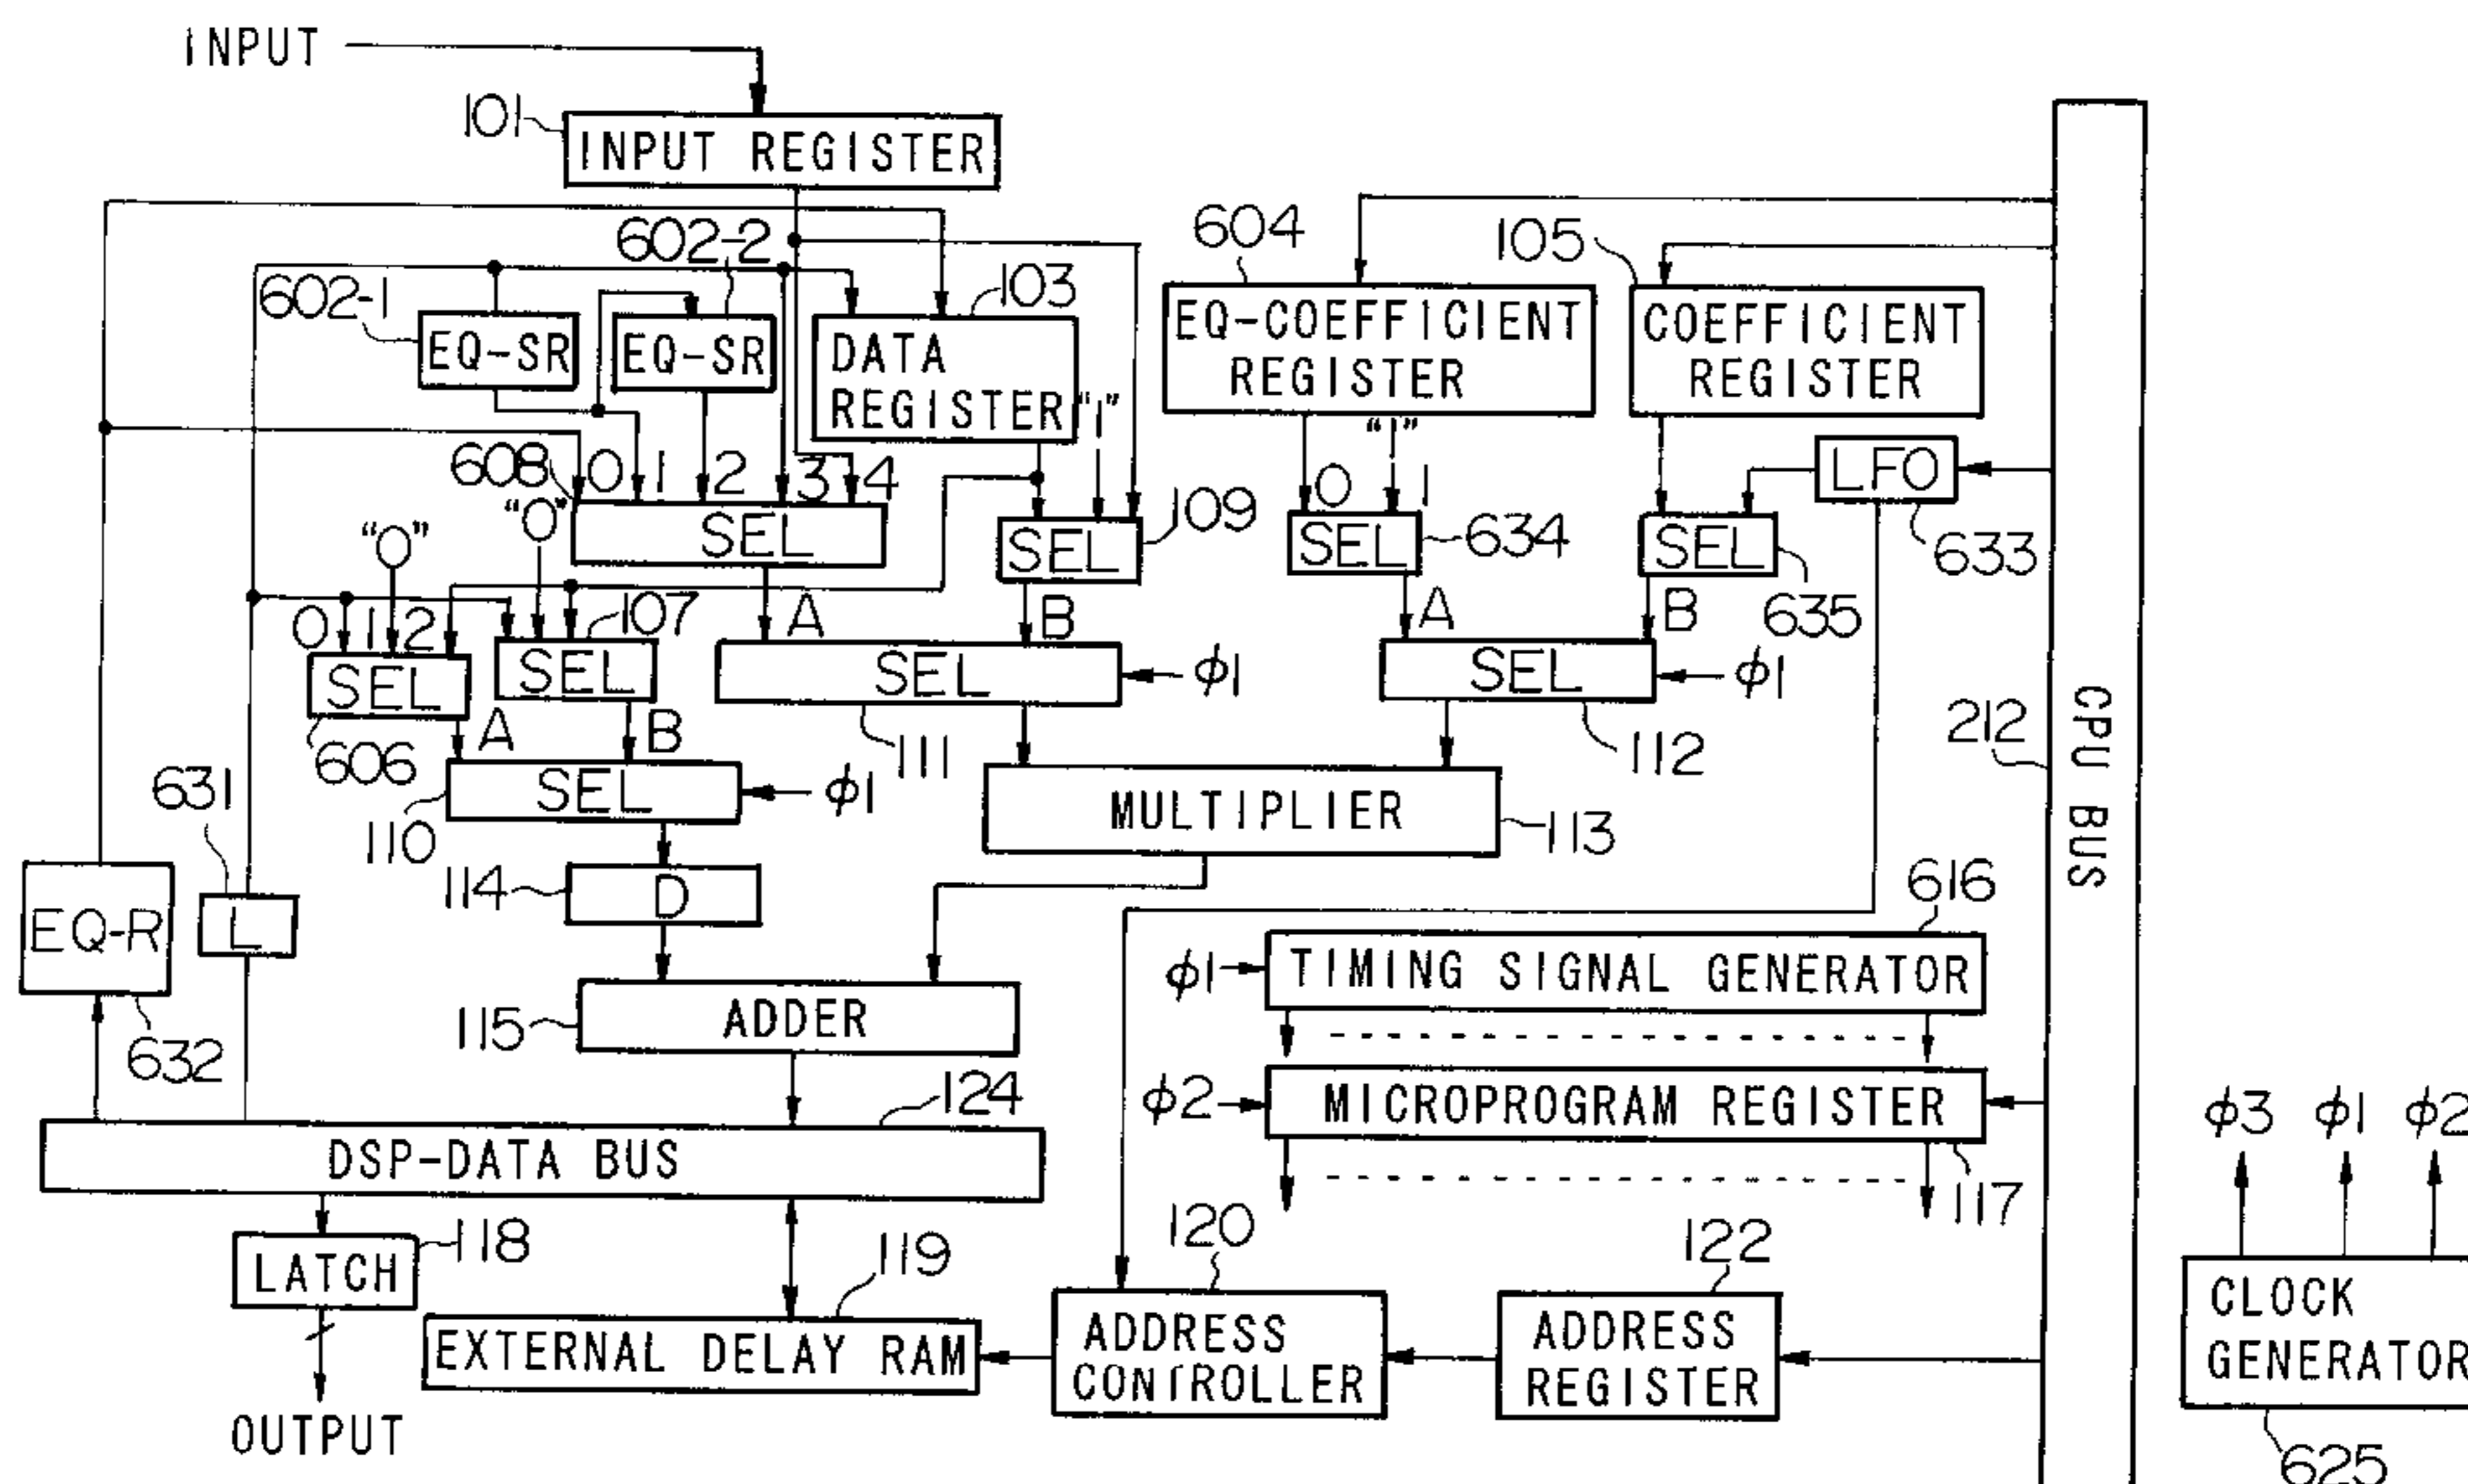 INPUT
101
INPUT REGISTER
602-2
604
105
602-1
103
EQ-SR
EQ-SR
DATA
REGISTER
"1"
EQ-COEFFICIENT
REGISTER
COEFFICIENT
REGISTER
"1"
608
0
1
2
3
4
"0"
"0"
SEL
109
SEL
0
1
SEL
634
LFO
633
SEL
635
0
1
2
107
A
B
A
B
SEL
SEL
SEL
φ1
SEL
φ1
606
A
B
111
112
212
CPU BUS
631
SEL
φ1
110
MULTIPLIER
113
114
D
EQ-R
L
616
φ1
TIMING SIGNAL GENERATOR
115
ADDER
632
124
φ2
MICROPROGRAM REGISTER
117
φ3
φ1
φ2
DSP-DATA BUS
118
LATCH
119
120
122
EXTERNAL DELAY RAM
ADDRESS
CONTROLLER
ADDRESS
REGISTER
CLOCK
GENERATOR
625
OUTPUT